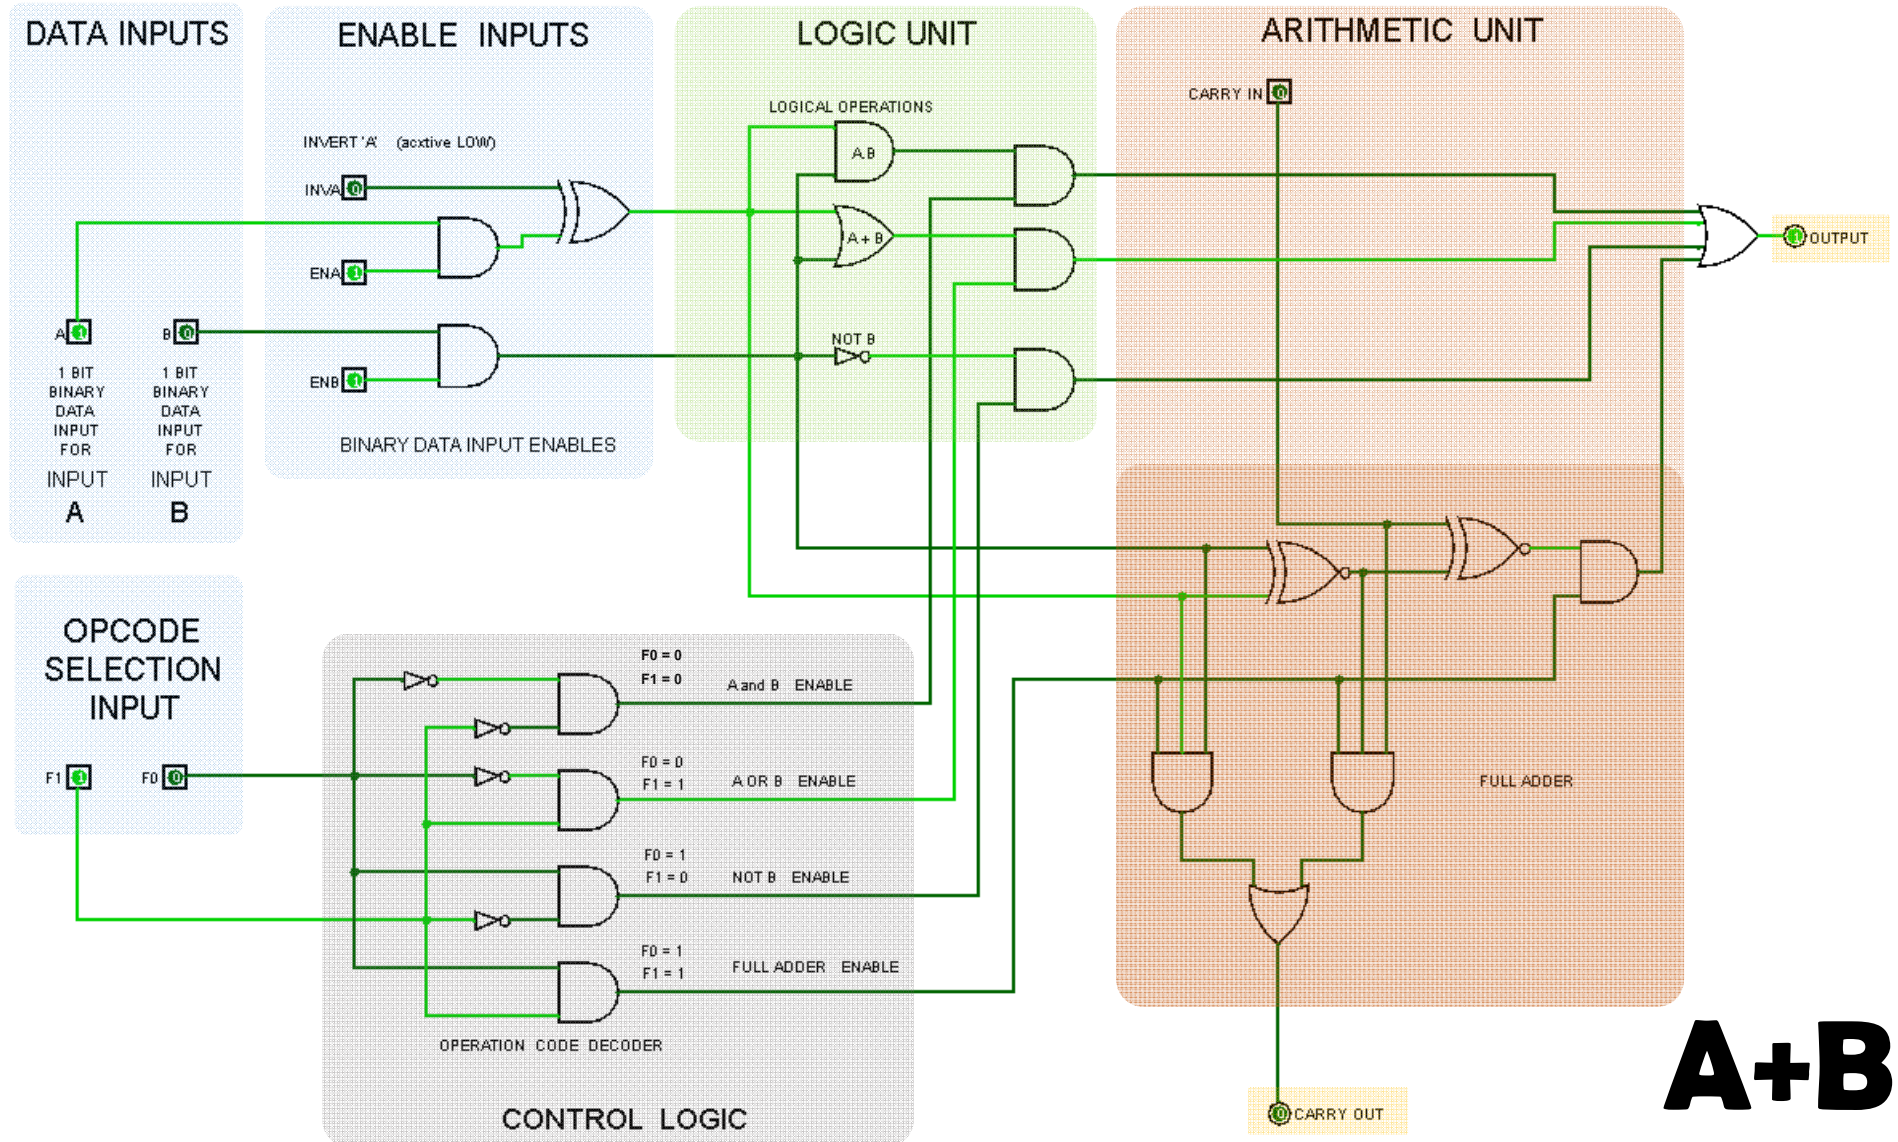 DATA INPUTS
A 1
B 0
1 BIT
BINARY
DATA
INPUT
FOR
INPUT
A
1 BIT
BINARY
DATA
INPUT
FOR
INPUT
B
ENABLE INPUTS
INVERT 'A' (acxtive LOW)
INVA 0
ENA 1
ENB 1
BINARY DATA INPUT ENABLES
LOGIC UNIT
LOGICAL OPERATIONS
A.B
A + B
NOT B
ARITHMETIC UNIT
CARRY IN 0
1 OUTPUT
FULL ADDER
0 CARRY OUT
OPCODE
SELECTION
INPUT
F1 1
F0 0
F0 = 0
F1 = 0
A and B ENABLE
F0 = 0
F1 = 1
A OR B ENABLE
F0 = 1
F1 = 0
NOT B ENABLE
F0 = 1
F1 = 1
FULL ADDER ENABLE
OPERATION CODE DECODER
CONTROL LOGIC
A+B